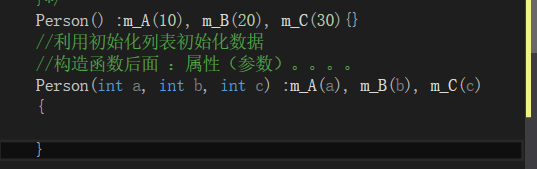 }*/
Person() :m_A(10), m_B(20), m_C(30){}
//利用初始化列表初始化数据
//构造函数后面 ：属性（参数）。。。。
Person(int a, int b, int c) :m_A(a), m_B(b), m_C(c)
{
}